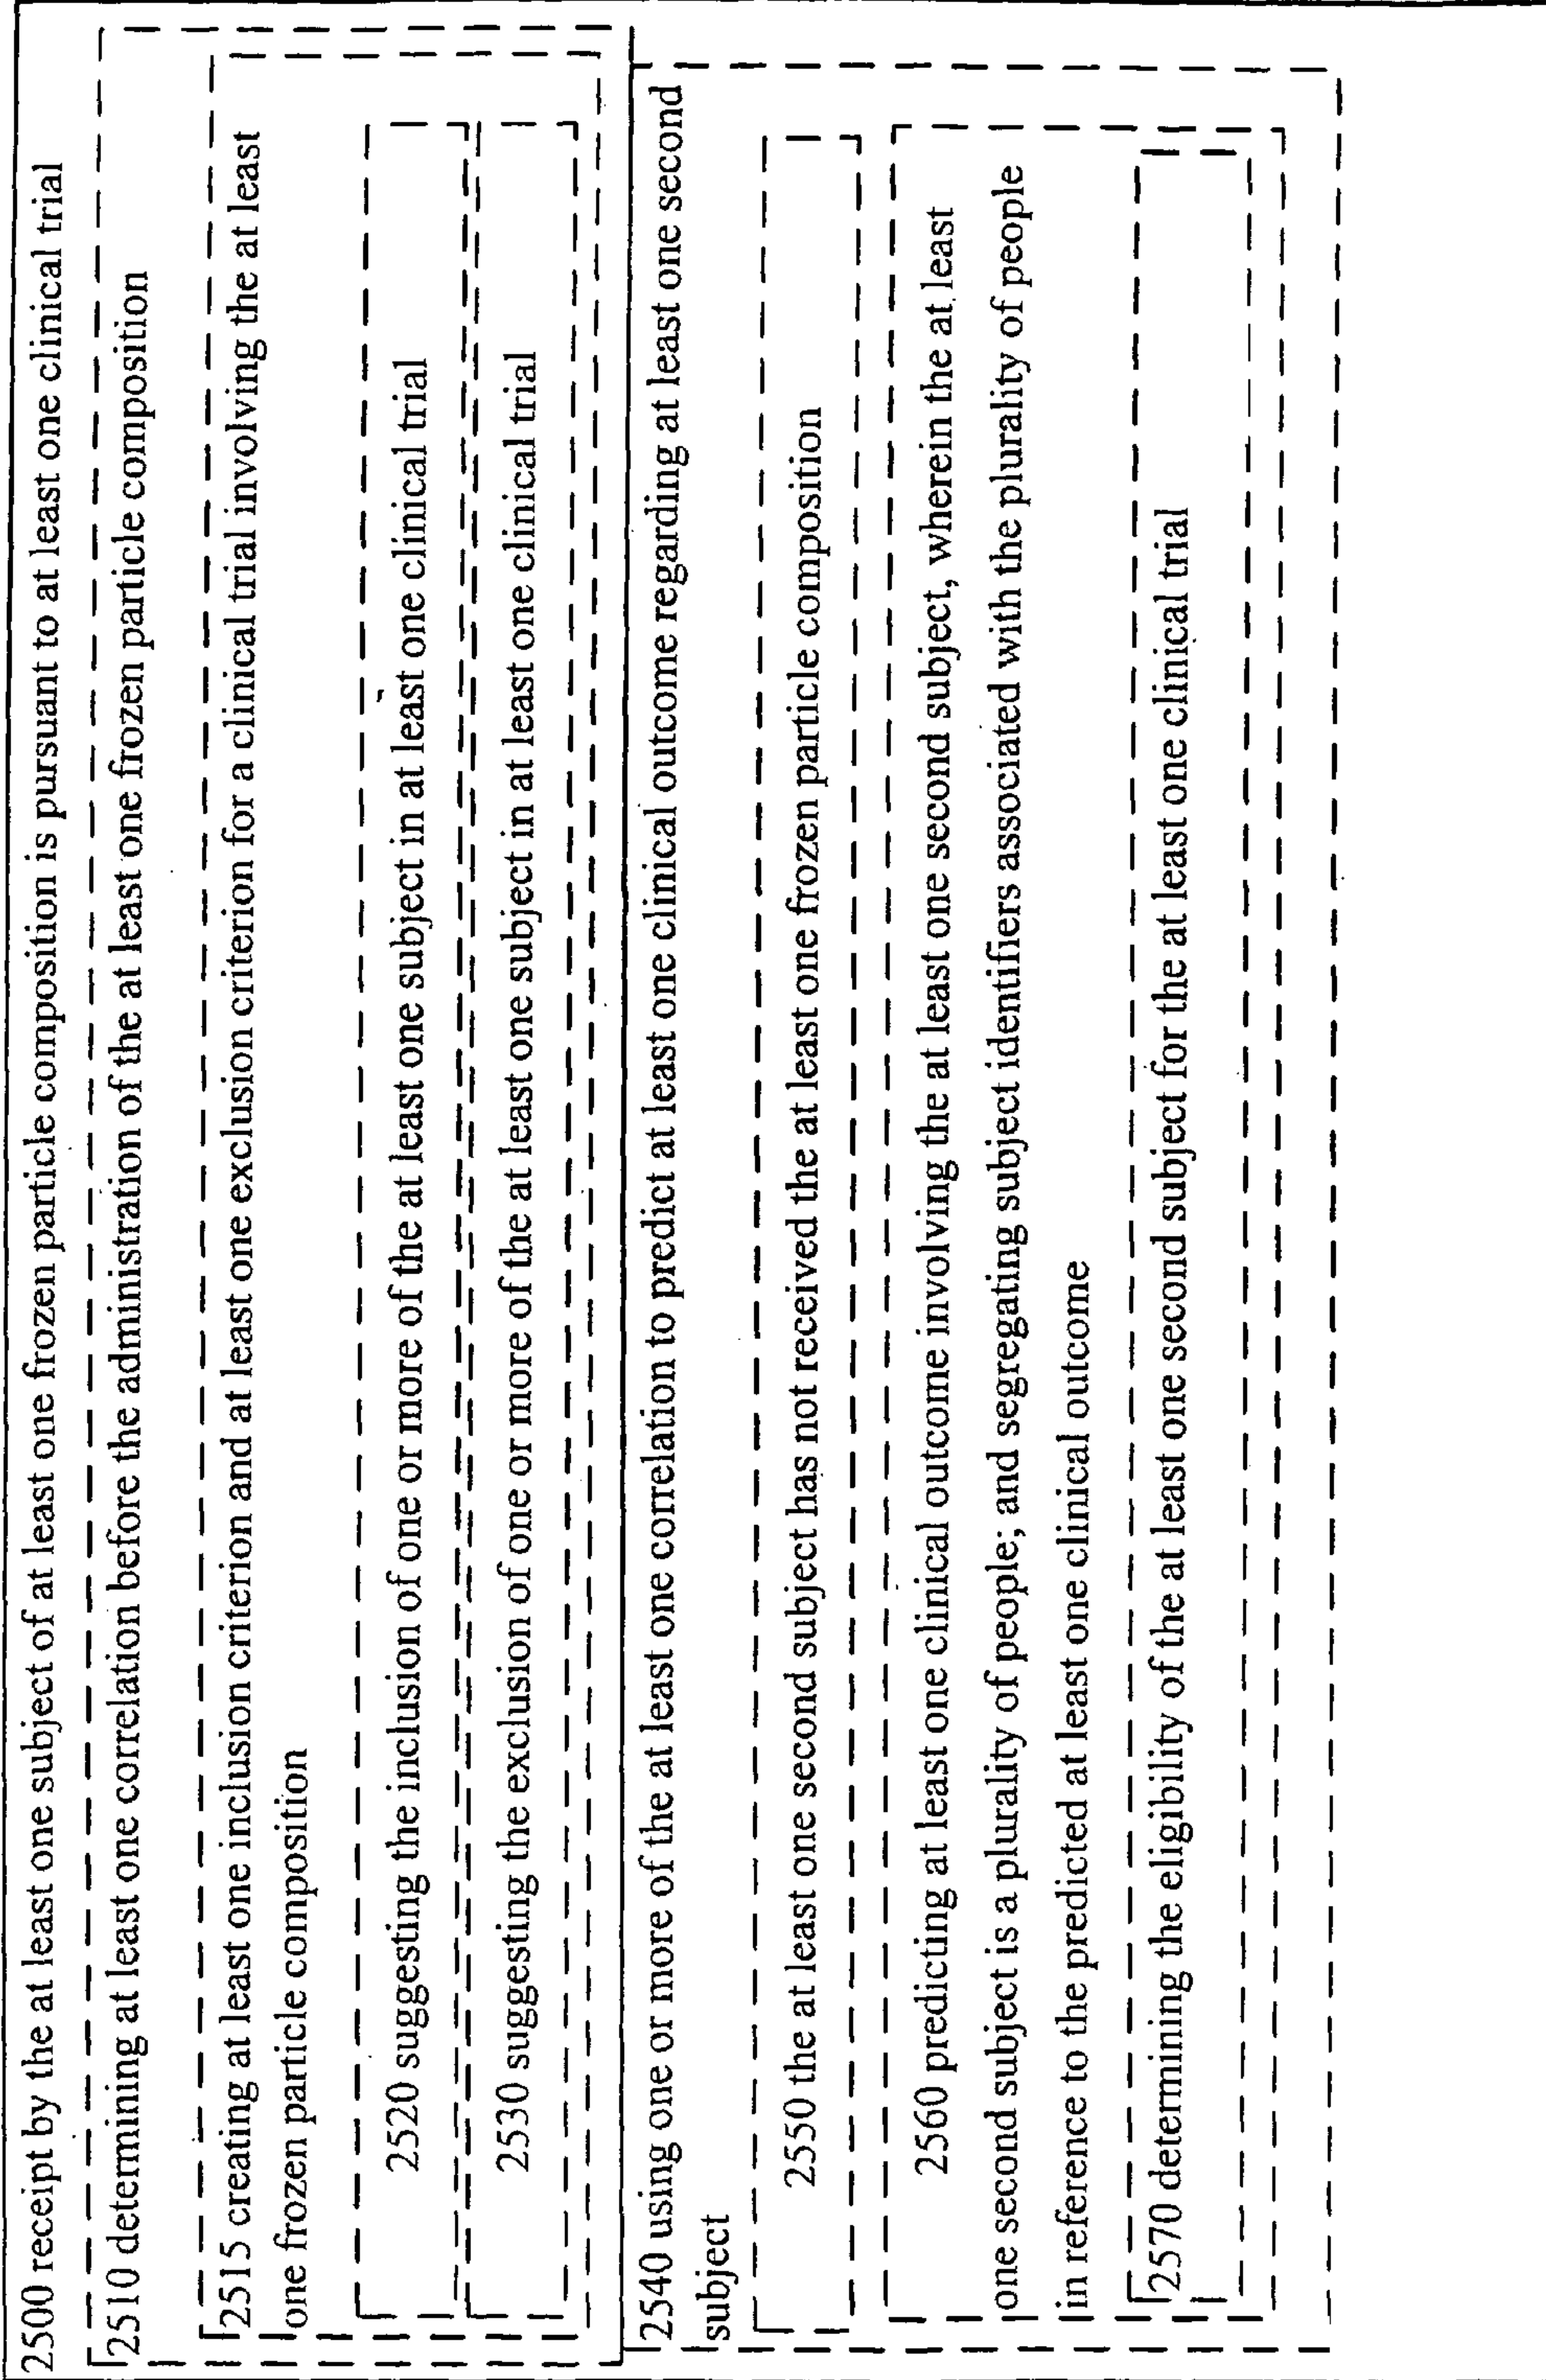 2500 receipt by the at least one subject of at least one frozen particle composition is pursuant to at least one clinical trial
2510 determining at least one correlation before the administration of the at least one frozen particle composition
2515 creating at least one inclusion criterion and at least one exclusion criterion for a clinical trial involving the at least
one frozen particle composition
2520 suggesting the inclusion of one or more of the at least one subject in at least one clinical trial
2530 suggesting the exclusion of one or more of the at least one subject in at least one clinical trial
2540 using one or more of the at least one correlation to predict at least one clinical outcome regarding at least one second
subject
2550 the at least one second subject has not received the at least one frozen particle composition
2560 predicting at least one clinical outcome involving the at least one second subject, wherein the at least
one second subject is a plurality of people; and segregating subject identifiers associated with the plurality of people
in reference to the predicted at least one clinical outcome
2570 determining the eligibility of the at least one second subject for the at least one clinical trial